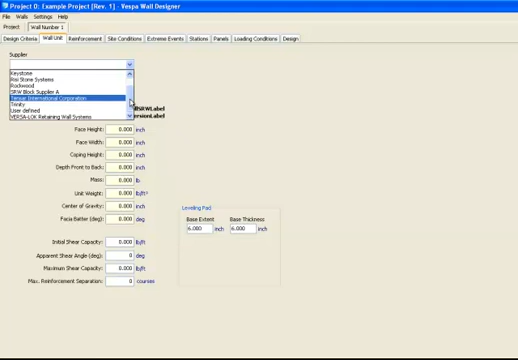 Project D: Example Project [Rev. 1] - Vespa Wall Designer
File Walls Settings Help
Project Wall Number 1
Design Criteria Wall Unit Reinforcement Site Conditions Extreme Events Stations Panels Loading Conditions Design
Supplier
Keystone
Risi Stone Systems
Rockwood
SRW Block Supplier A
Tensar International Corporation
Trinity
User defined
VERSA-LOK Retaining Wall Systems
Face Height: 0.000 inch
Face Width: 0.000 inch
Coping Height: 0.000 inch
Depth Front to Back: 0.000 inch
Mass: 0.000 lb
Unit Weight: 0.000 lb/ft³
Center of Gravity: 0.000 inch
Facia Batter (deg): 0.000 deg
Leveling Pad
Base Extent Base Thickness
6.000 inch 6.000 inch
Initial Shear Capacity: 0.000 lb/ft
Apparent Shear Angle (deg): 0 deg
Maximum Shear Capacity: 0.000 lb/ft
Max. Reinforcement Separation: 0 courses